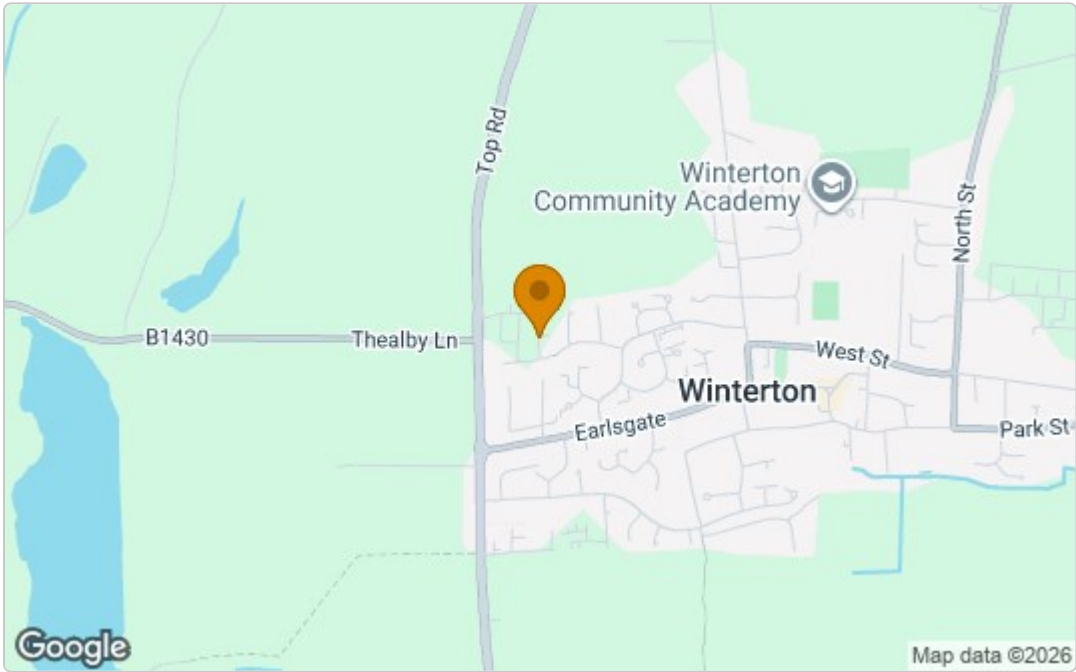 Top Rd
Winterton
Community Academy
North St
B1430
Thealby Ln
West St
Winterton
Earlsgate
Park St
Google
Map data ©2026